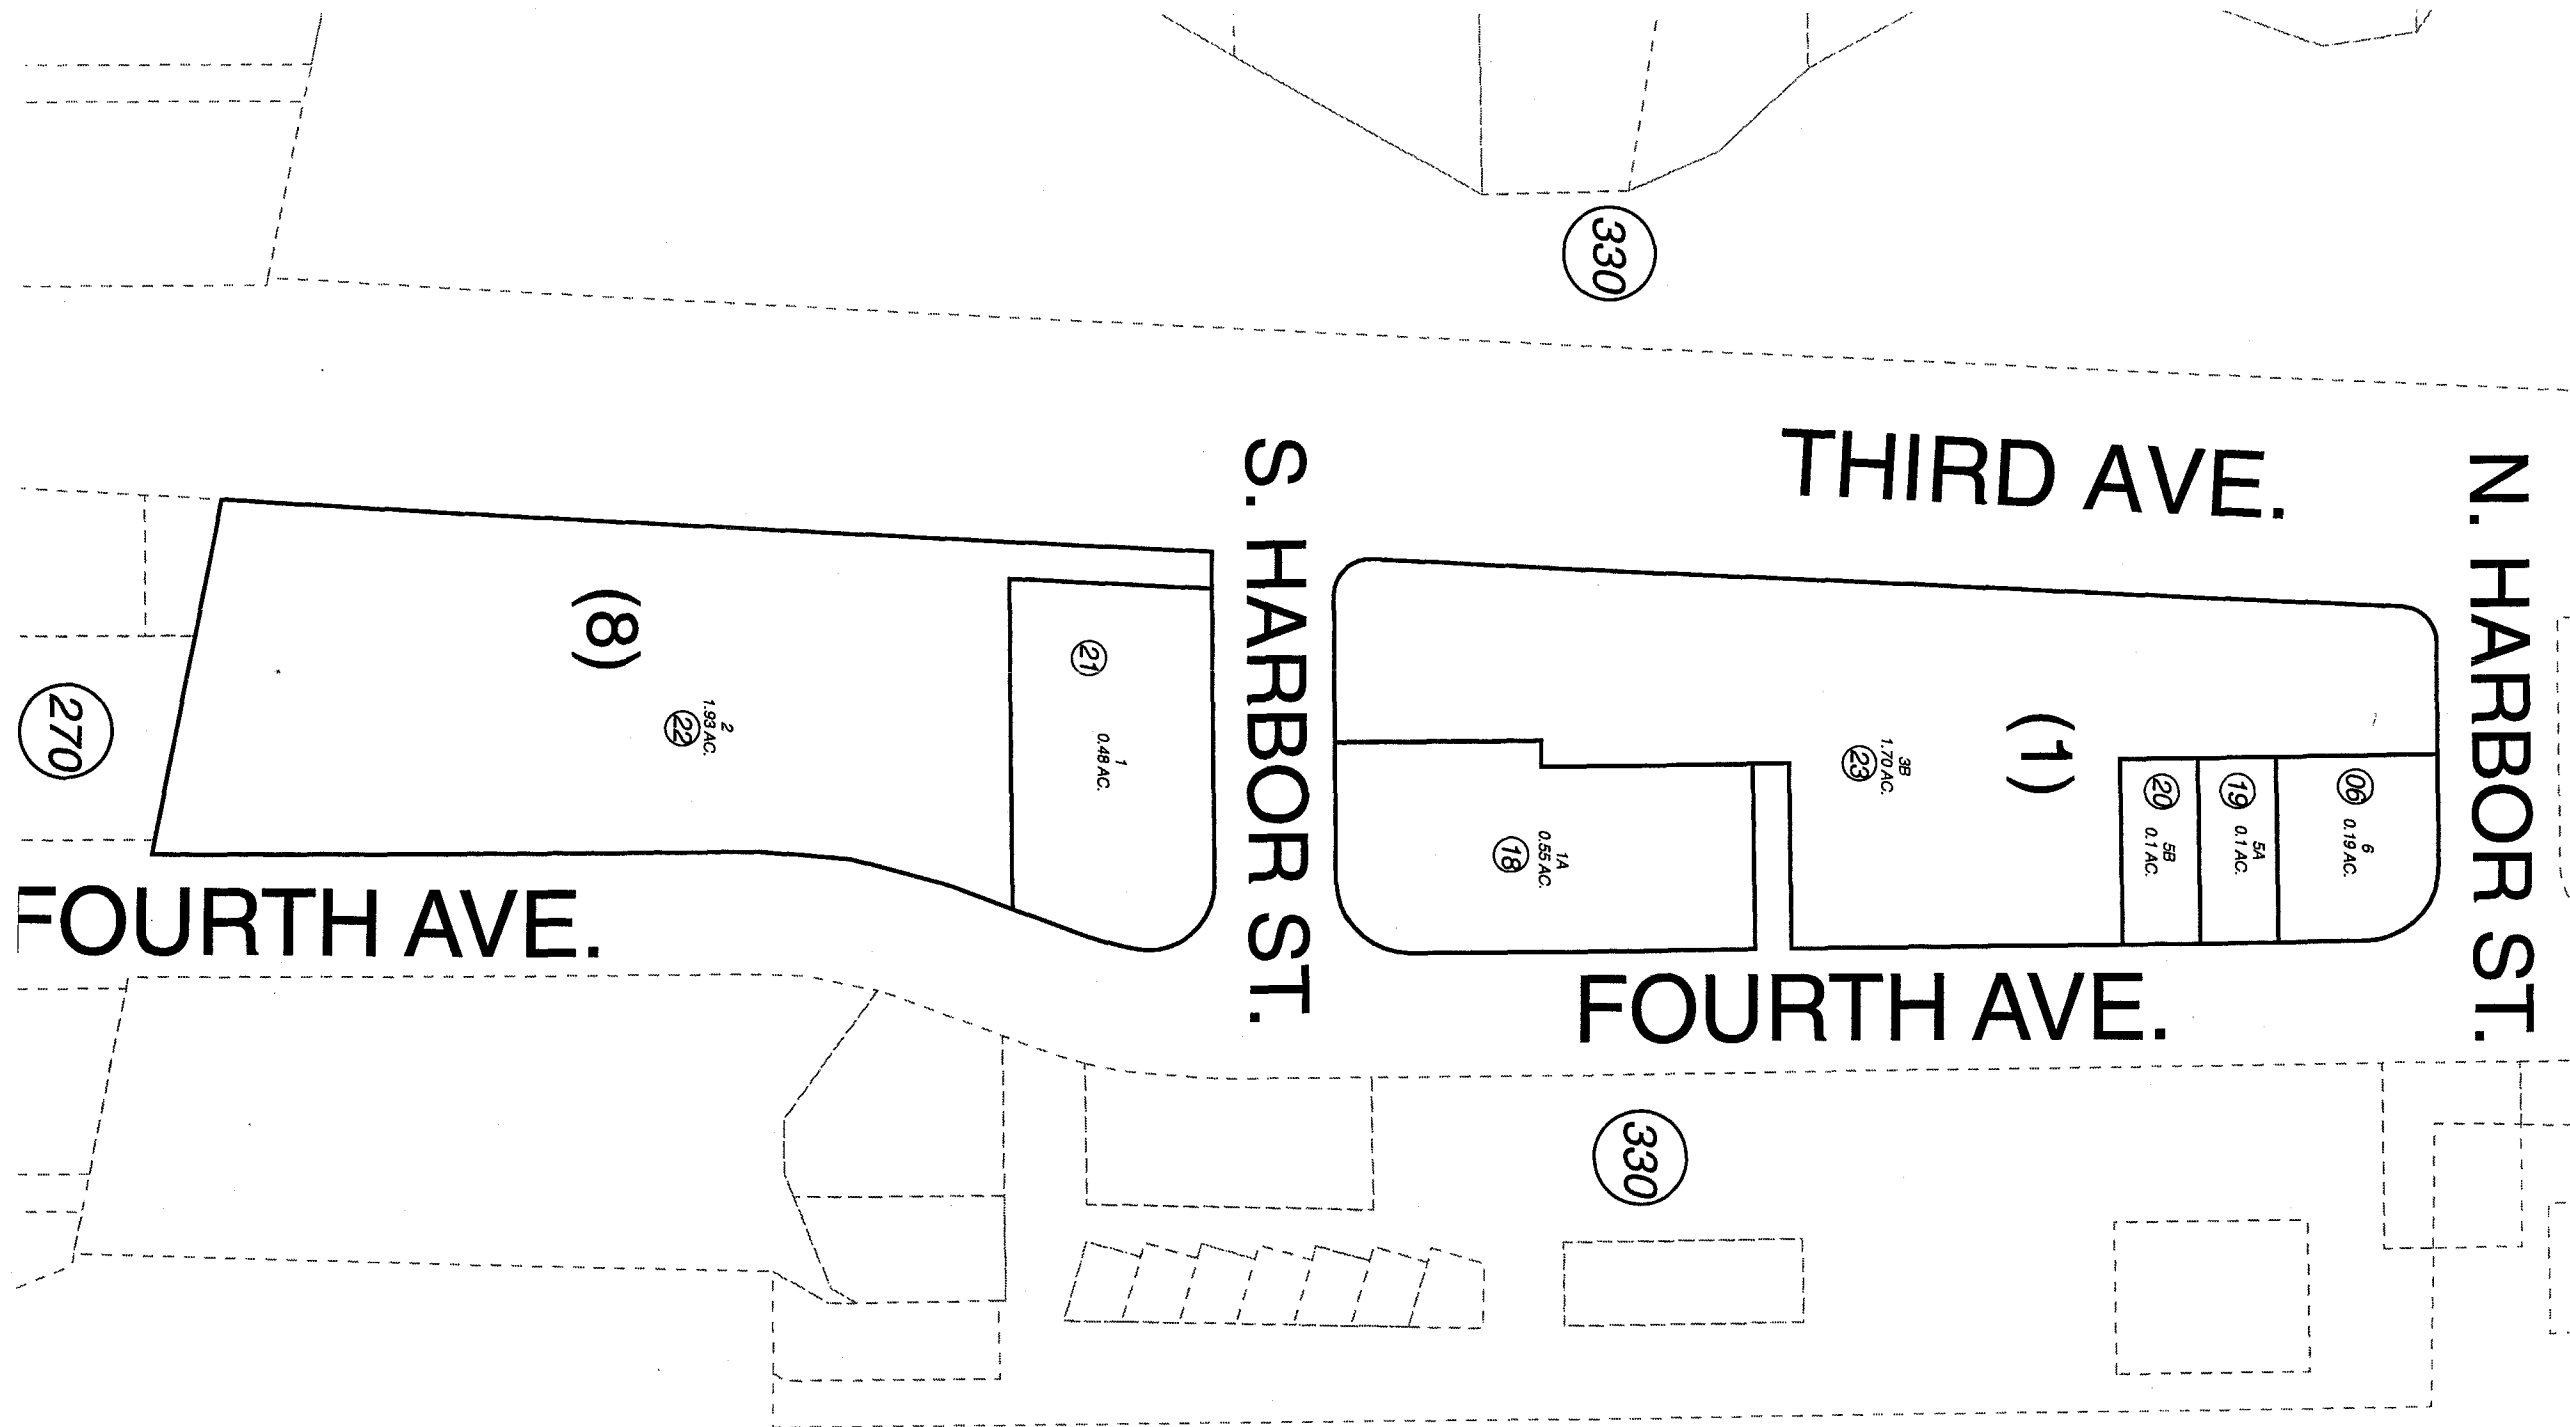 330
THIRD AVE.
S. HARBOR ST.
N. HARBOR ST.
(8)
21
1
0.48 AC.
2
1.93 AC.
22
270
(1)
3B
1.70 AC.
23
20
5B
0.1 AC.
19
5A
0.1 AC.
06
6
0.19 AC.
1A
0.55 AC.
18
FOURTH AVE.
FOURTH AVE.
330